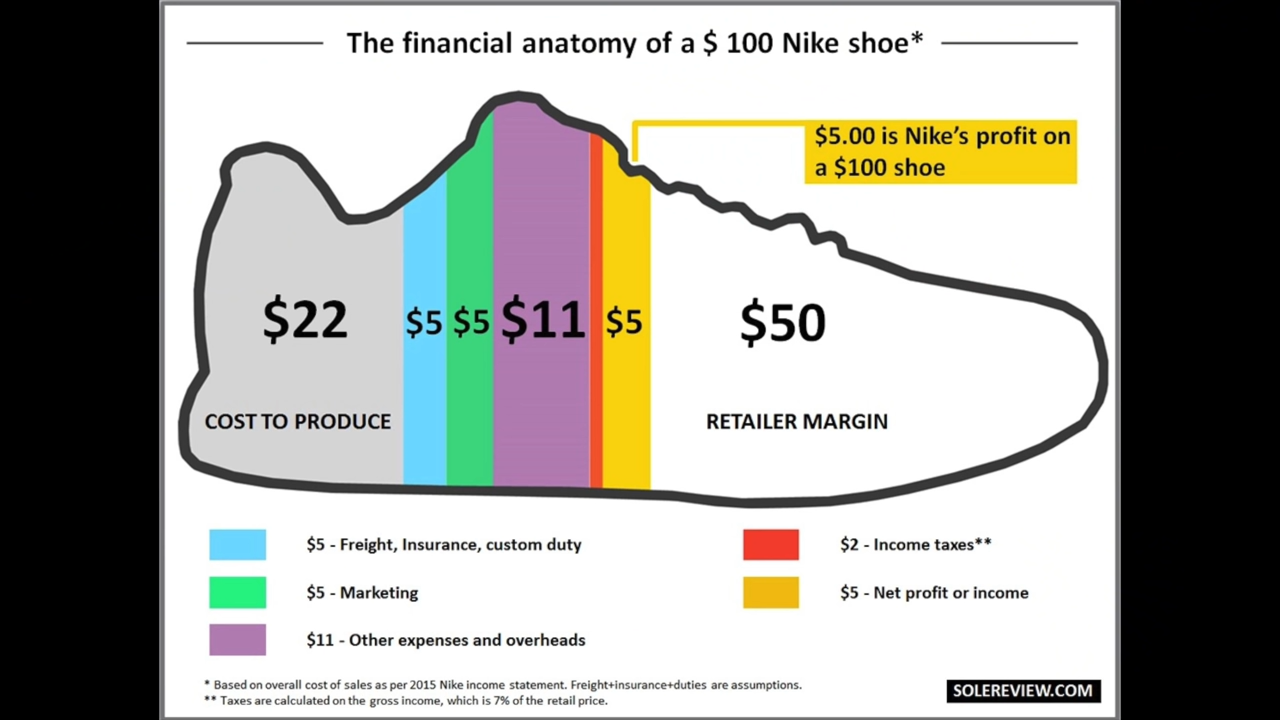 The financial anatomy of a $ 100 Nike shoe*
$5.00 is Nike's profit on
a $100 shoe
$22
$5
$5
$11
$5
$50
COST TO PRODUCE
RETAILER MARGIN
$5 - Freight, Insurance, custom duty
$2 - Income taxes**
$5 - Marketing
$5 - Net profit or income
$11 - Other expenses and overheads
* Based on overall cost of sales as per 2015 Nike income statement. Freight+insurance+duties are assumptions.
** Taxes are calculated on the gross income, which is 7% of the retail price.
SOLEREVIEW.COM